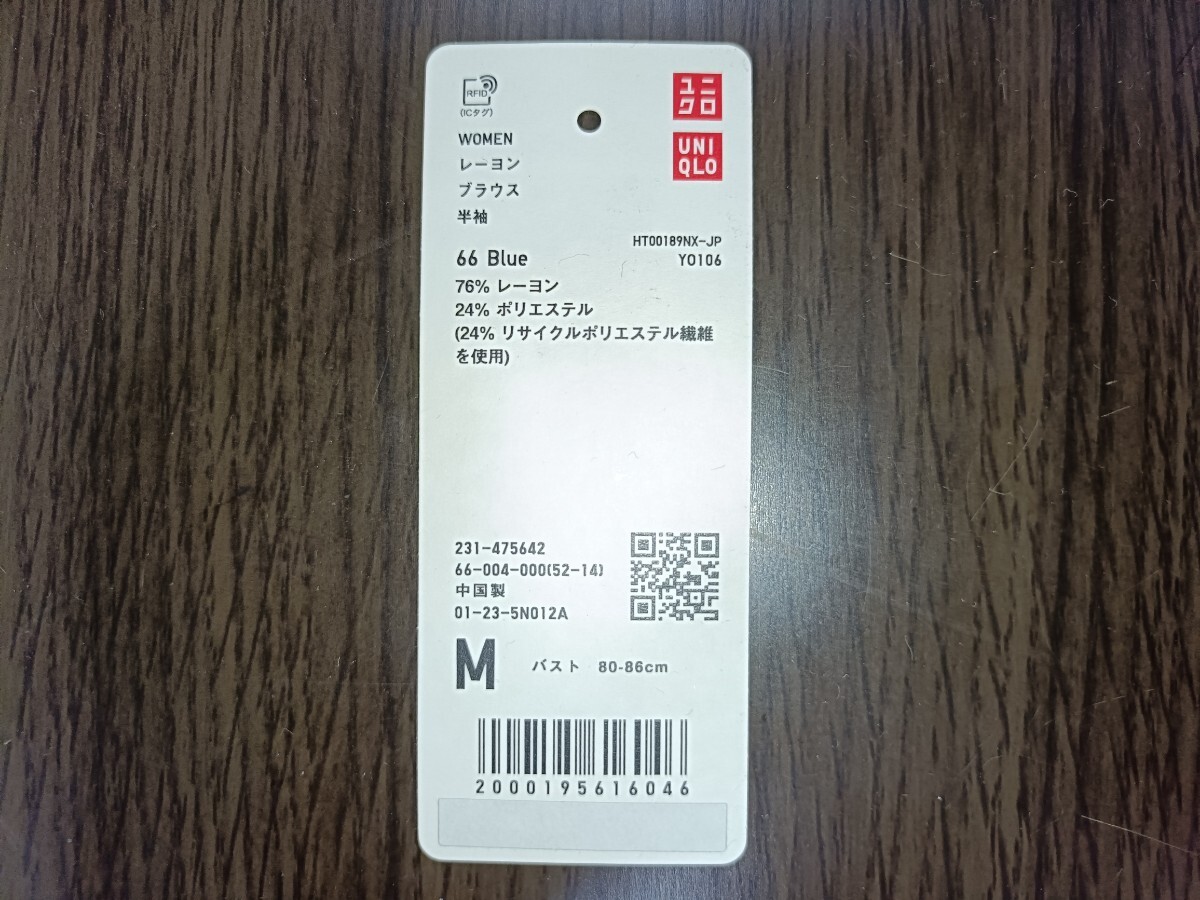 RFID
(ICタグ)
ユニ
クロ
UNI
QLO
WOMEN
レーヨン
ブラウス
半袖
HT00189NX-JP
66 Blue
YO106
76% レーヨン
24% ポリエステル
(24% リサイクルポリエステル繊維
を使用)
231-475642
66-004-000(52-14)
中国製
01-23-5N012A
M バスト 80-86cm
2000195616046